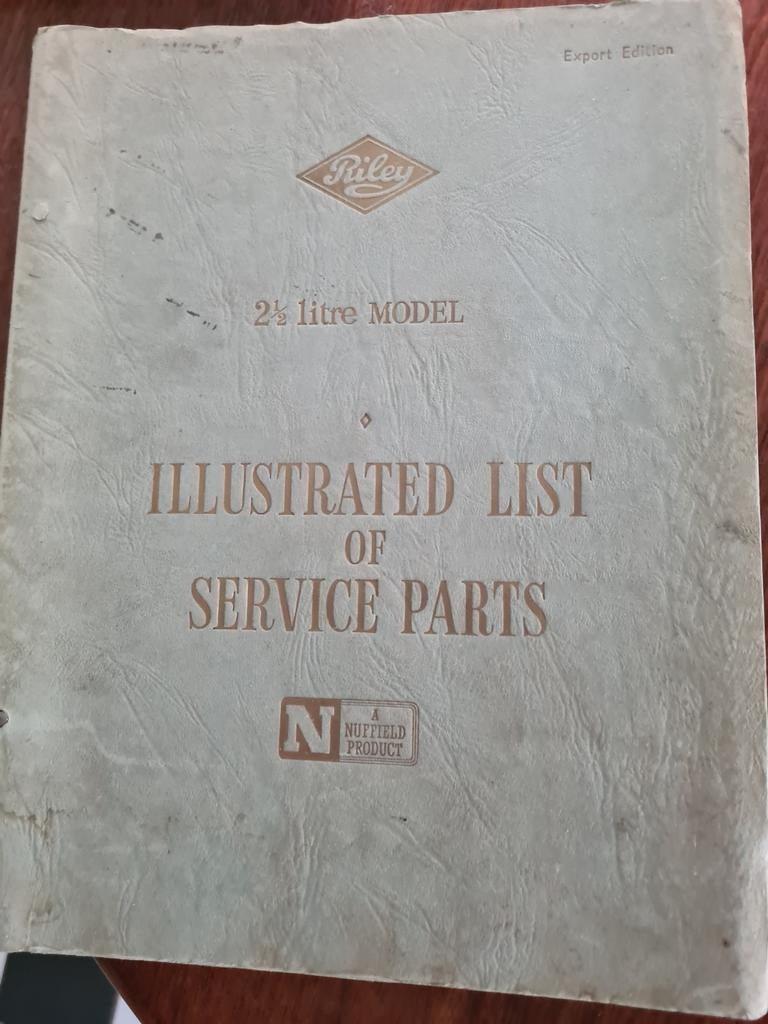 Export Edition
Riley
2½ litre MODEL
ILLUSTRATED LIST
OF
SERVICE PARTS
N
A
NUFFIELD
PRODUCT